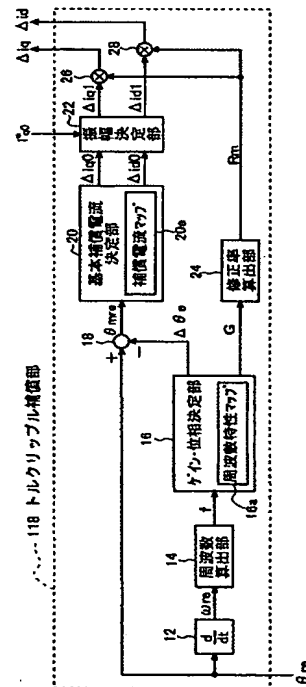 118 トルクリップル補償部
θre
12
d/dt
ωre
14
周波数
算出部
f
16
ゲイン・位相決定部
周波数特性マップ
16a
Δθe
G
18
+
−
θmre
20
基本補償電流
決定部
補償電流マップ
20a
Δiq0
Δid0
22
振幅決定部
Δiq1
Δid1
24
修正率
算出部
Rm
26
28
Δiq
Δid